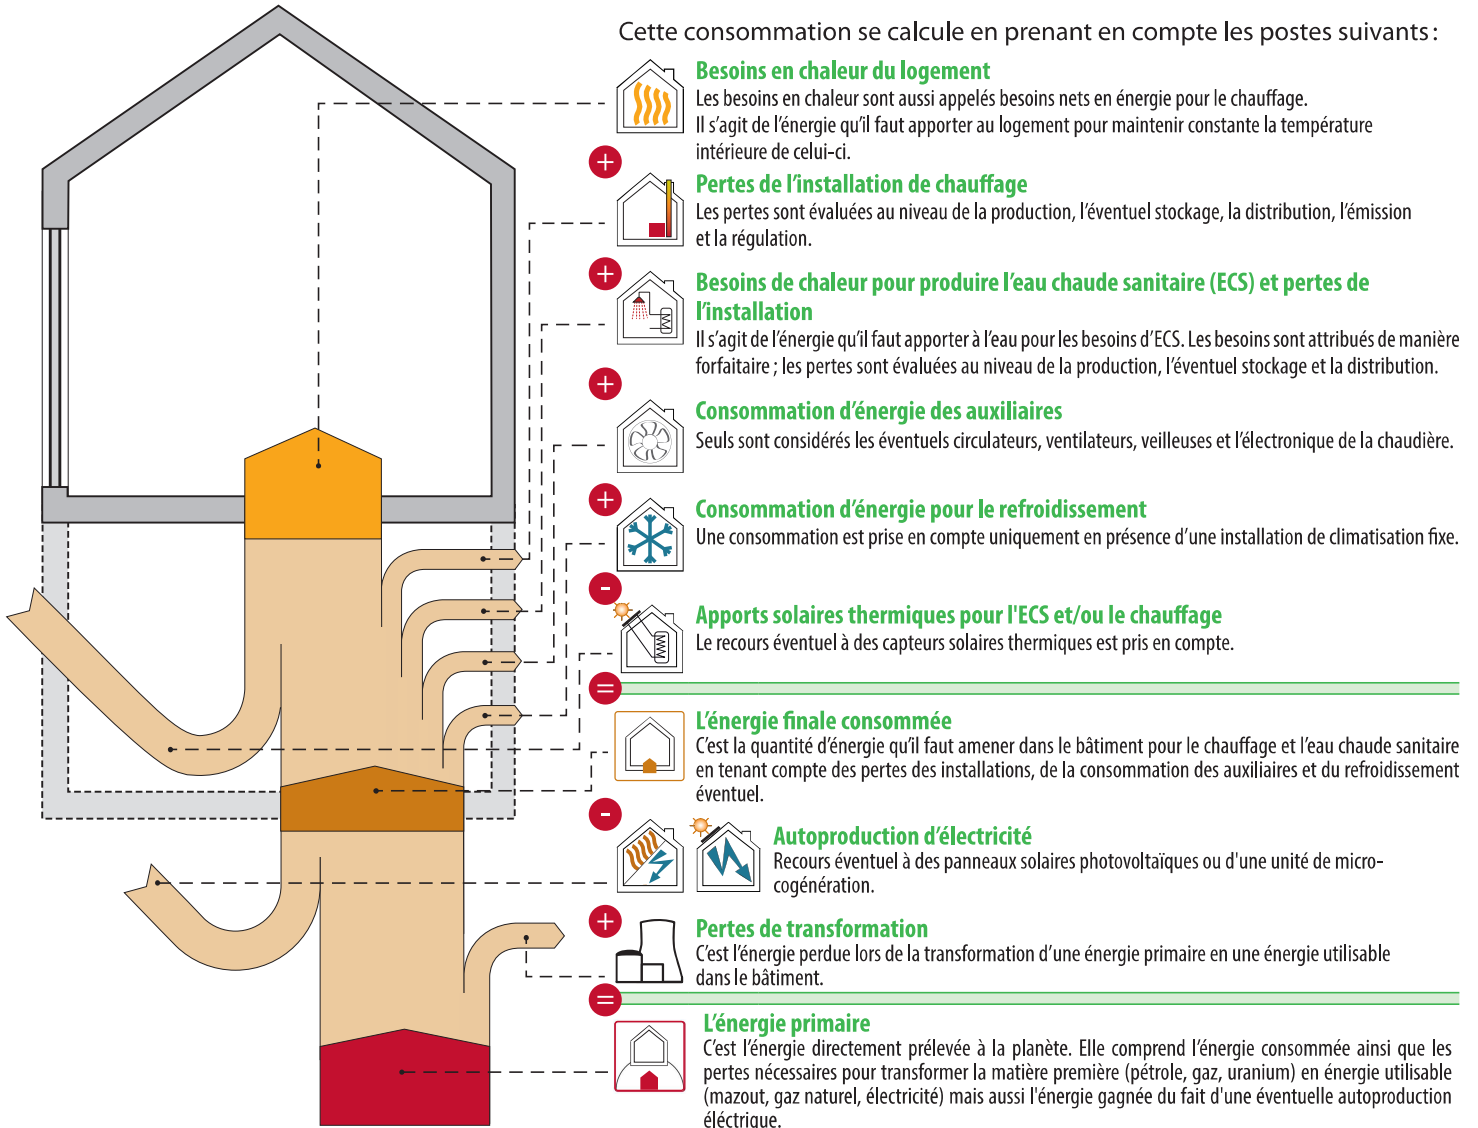 Cette consommation se calcule en prenant en compte les postes suivants :
Besoins en chaleur du logement
Les besoins en chaleur sont aussi appelés besoins nets en énergie pour le chauffage.
Il s'agit de l'énergie qu'il faut apporter au logement pour maintenir constante la température
intérieure de celui-ci.
+
Pertes de l'installation de chauffage
Les pertes sont évaluées au niveau de la production, l'éventuel stockage, la distribution, l'émission
et la régulation.
+
Besoins de chaleur pour produire l'eau chaude sanitaire (ECS) et pertes de
l'installation
Il s'agit de l'énergie qu'il faut apporter à l'eau pour les besoins d'ECS. Les besoins sont attribués de manière
forfaitaire ; les pertes sont évaluées au niveau de la production, l'éventuel stockage et la distribution.
+
Consommation d'énergie des auxiliaires
Seuls sont considérés les éventuels circulateurs, ventilateurs, veilleuses et l'électronique de la chaudière.
+
Consommation d'énergie pour le refroidissement
Une consommation est prise en compte uniquement en présence d'une installation de climatisation fixe.
-
Apports solaires thermiques pour l'ECS et/ou le chauffage
Le recours éventuel à des capteurs solaires thermiques est pris en compte.
=
L'énergie finale consommée
C'est la quantité d'énergie qu'il faut amener dans le bâtiment pour le chauffage et l'eau chaude sanitaire
en tenant compte des pertes des installations, de la consommation des auxiliaires et du refroidissement
éventuel.
-
Autoproduction d'électricité
Recours éventuel à des panneaux solaires photovoltaïques ou d'une unité de micro-
cogénération.
+
Pertes de transformation
C'est l'énergie perdue lors de la transformation d'une énergie primaire en une énergie utilisable
dans le bâtiment.
=
L'énergie primaire
C'est l'énergie directement prélevée à la planète. Elle comprend l'énergie consommée ainsi que les
pertes nécessaires pour transformer la matière première (pétrole, gaz, uranium) en énergie utilisable
(mazout, gaz naturel, électricité) mais aussi l'énergie gagnée du fait d'une éventuelle autoproduction
éléctrique.